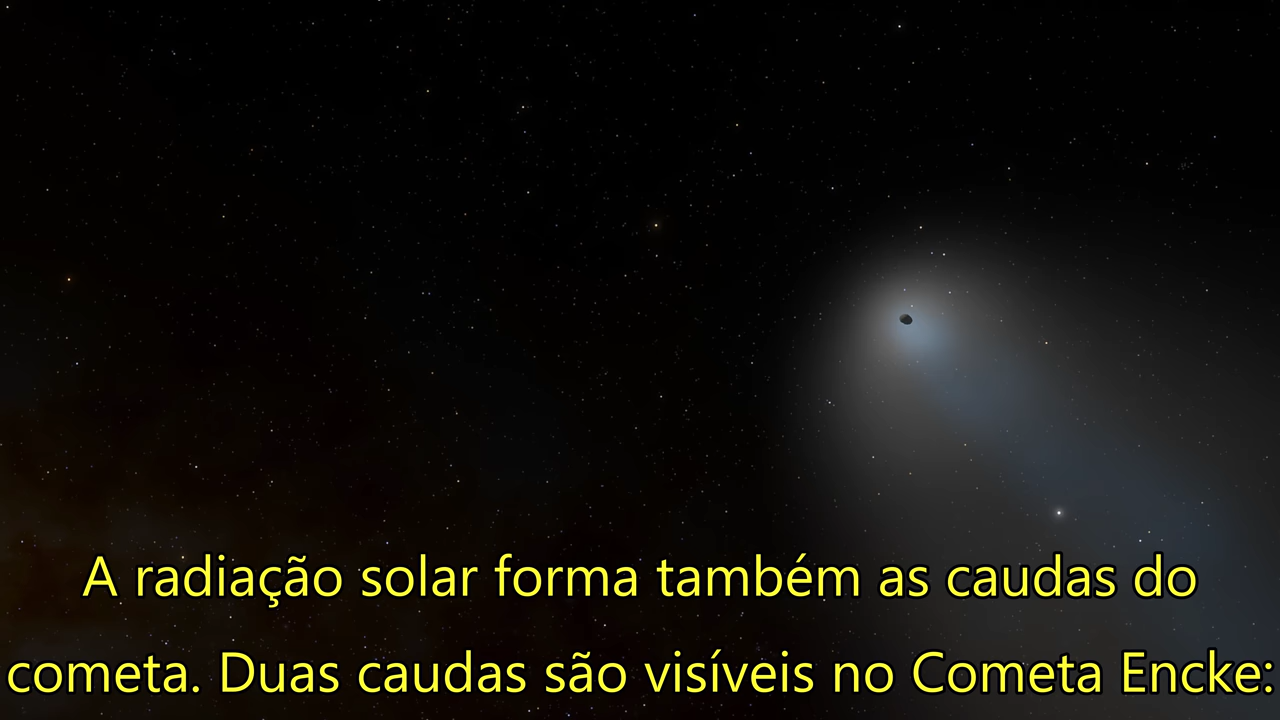 A radiação solar forma também as caudas do
cometa. Duas caudas são visíveis no Cometa Encke: